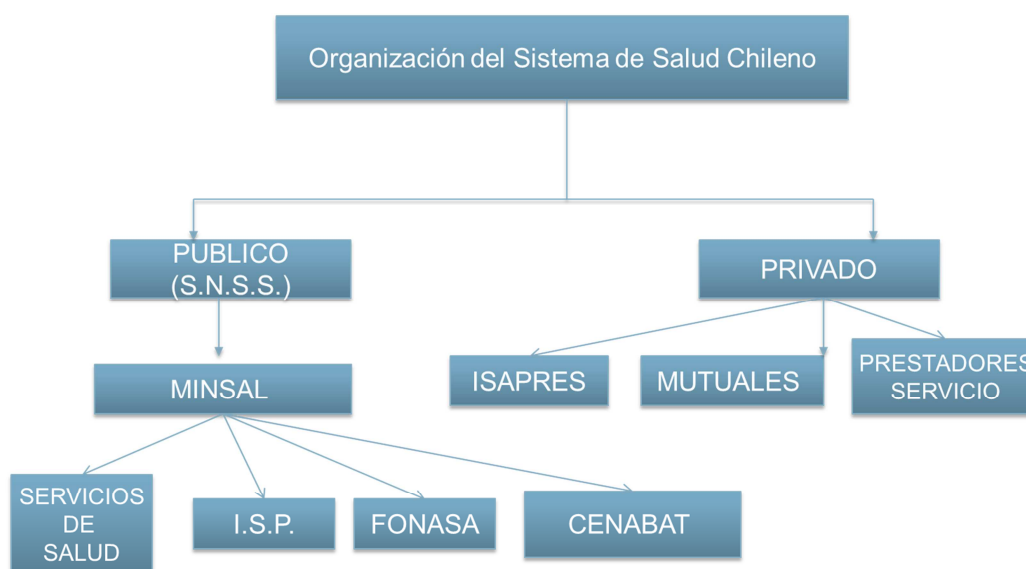 Organización del Sistema de Salud Chileno
PUBLICO
(S.N.S.S.)
PRIVADO
MINSAL
ISAPRES
MUTUALES
PRESTADORES
SERVICIO
SERVICIOS
DE
SALUD
I.S.P.
FONASA
CENABAT